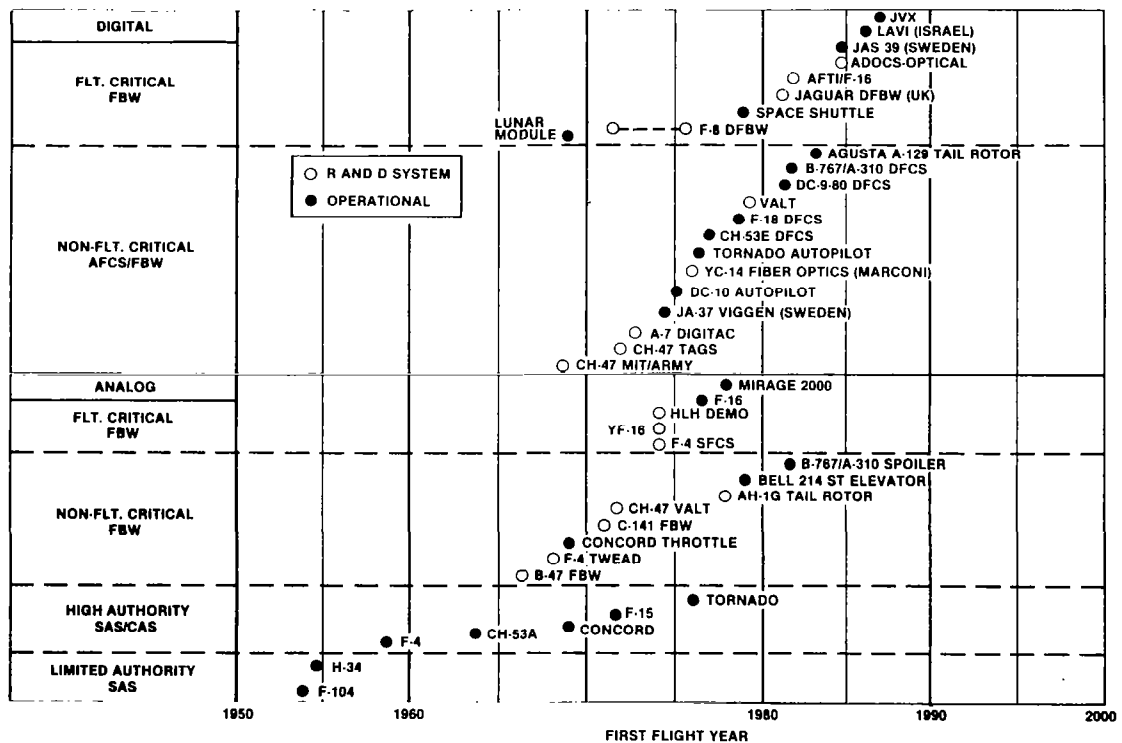 DIGITAL
FLT. CRITICAL
FBW
JVX
LAVI (ISRAEL)
JAS 39 (SWEDEN)
ADOCS-OPTICAL
AFTI/F-16
JAGUAR DFBW (UK)
SPACE SHUTTLE
LUNAR
MODULE
F-8 DFBW
R AND D SYSTEM
OPERATIONAL
NON-FLT. CRITICAL
AFCS/FBW
AGUSTA A-129 TAIL ROTOR
B-767/A-310 DFCS
DC-9-80 DFCS
VALT
F-18 DFCS
CH-53E DFCS
TORNADO AUTOPILOT
YC-14 FIBER OPTICS (MARCONI)
DC-10 AUTOPILOT
JA-37 VIGGEN (SWEDEN)
A-7 DIGITAC
CH-47 TAGS
CH-47 MIT/ARMY
ANALOG
FLT. CRITICAL
FBW
MIRAGE 2000
F-16
HLH DEMO
YF-16
F-4 SFCS
NON-FLT. CRITICAL
FBW
B-767/A-310 SPOILER
BELL 214 ST ELEVATOR
AH-1G TAIL ROTOR
CH-47 VALT
C-141 FBW
CONCORD THROTTLE
F-4 TWEAD
B-47 FBW
HIGH AUTHORITY
SAS/CAS
TORNADO
F-15
CONCORD
CH-53A
F-4
LIMITED AUTHORITY
SAS
H-34
F-104
1950 1960 1980 1990 2000
FIRST FLIGHT YEAR